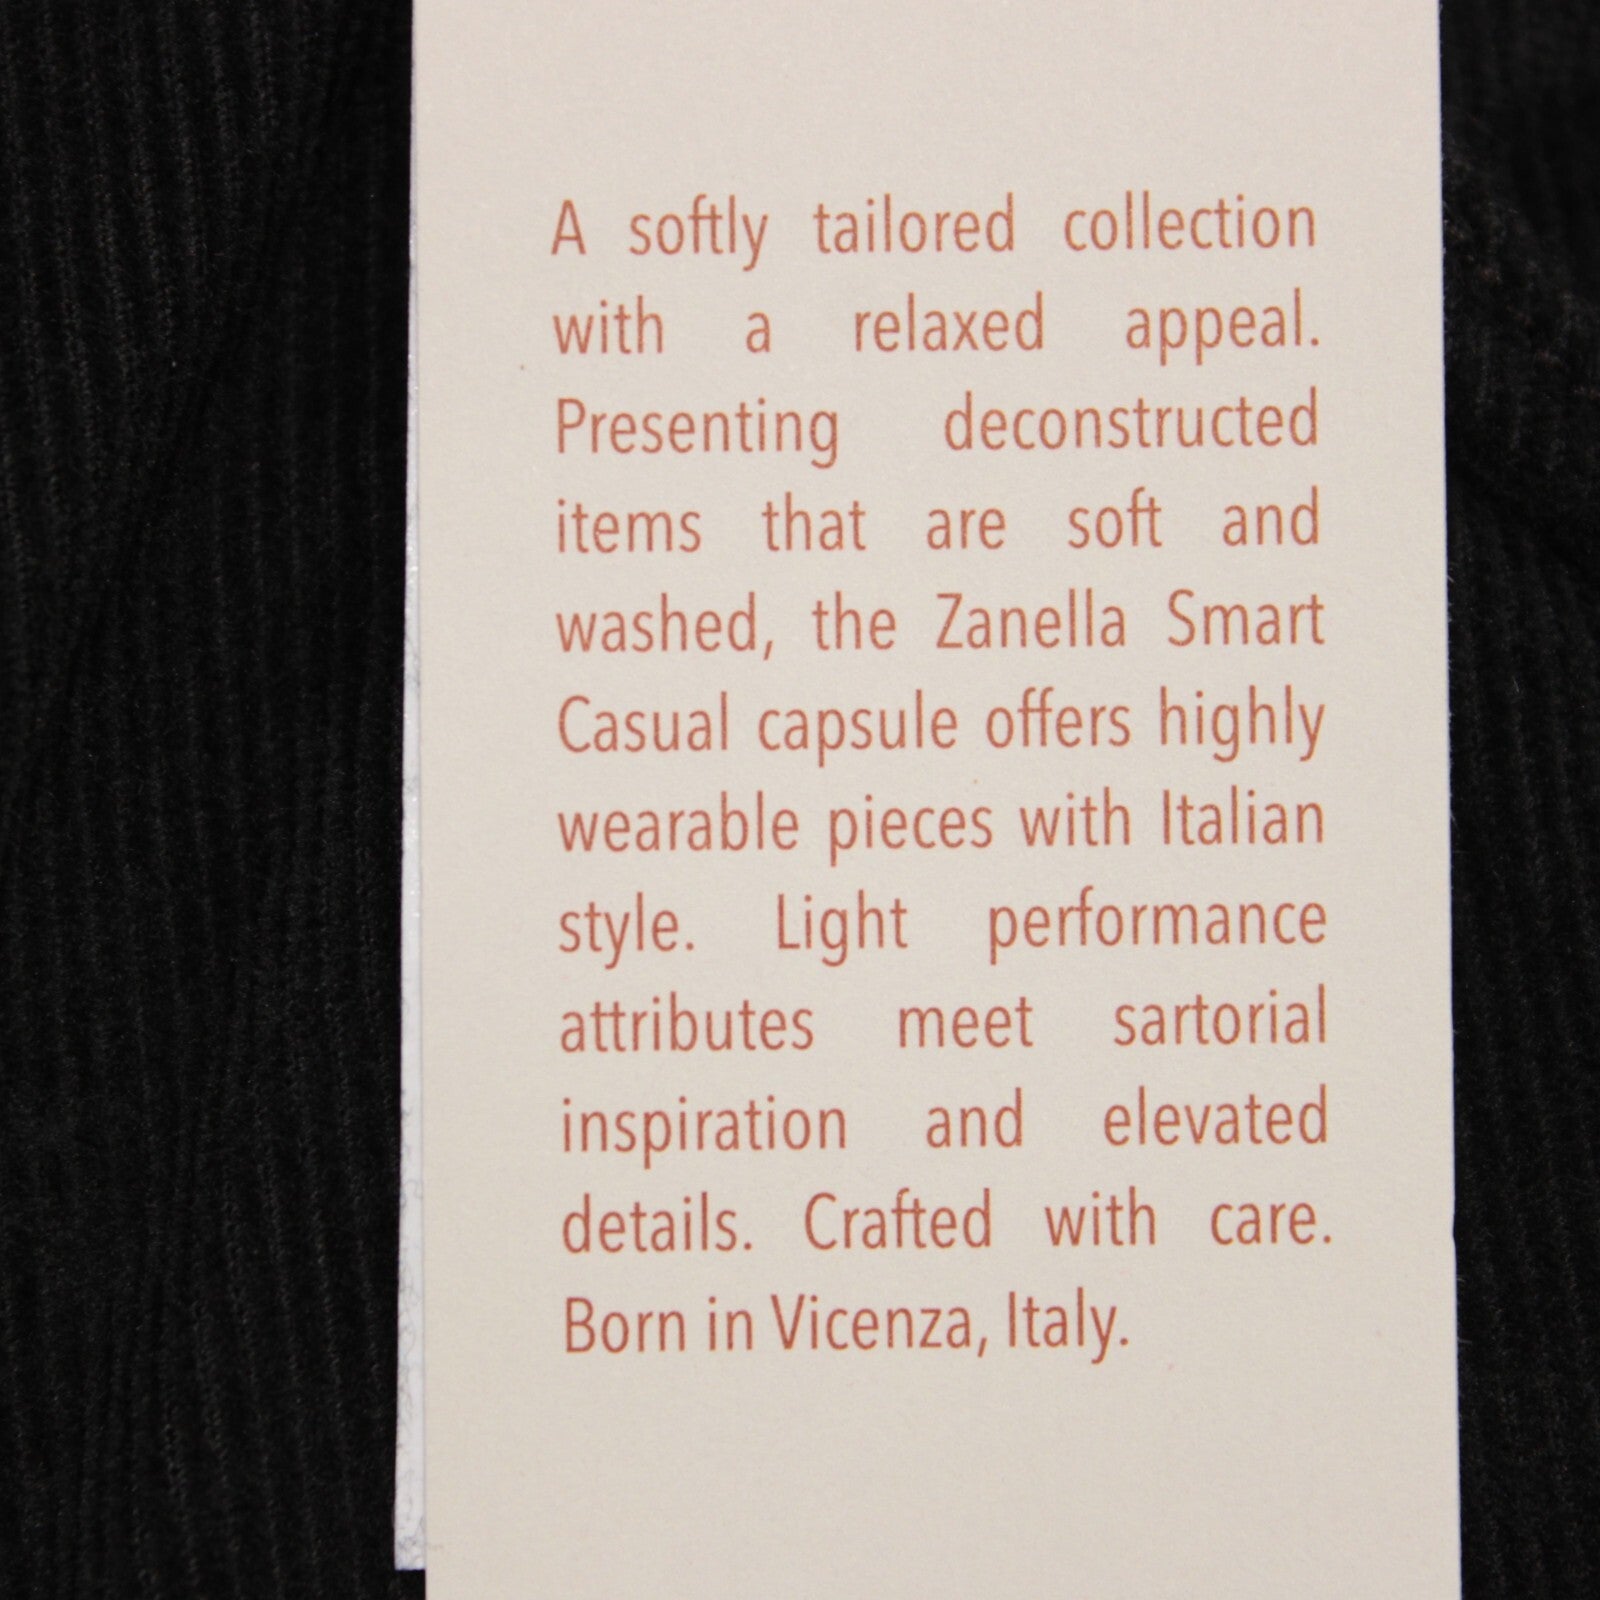 A softly tailored collection
with a relaxed appeal.
Presenting deconstructed
items that are soft and
washed, the Zanella Smart
Casual capsule offers highly
wearable pieces with Italian
style. Light performance
attributes meet sartorial
inspiration and elevated
details. Crafted with care.
Born in Vicenza, Italy.